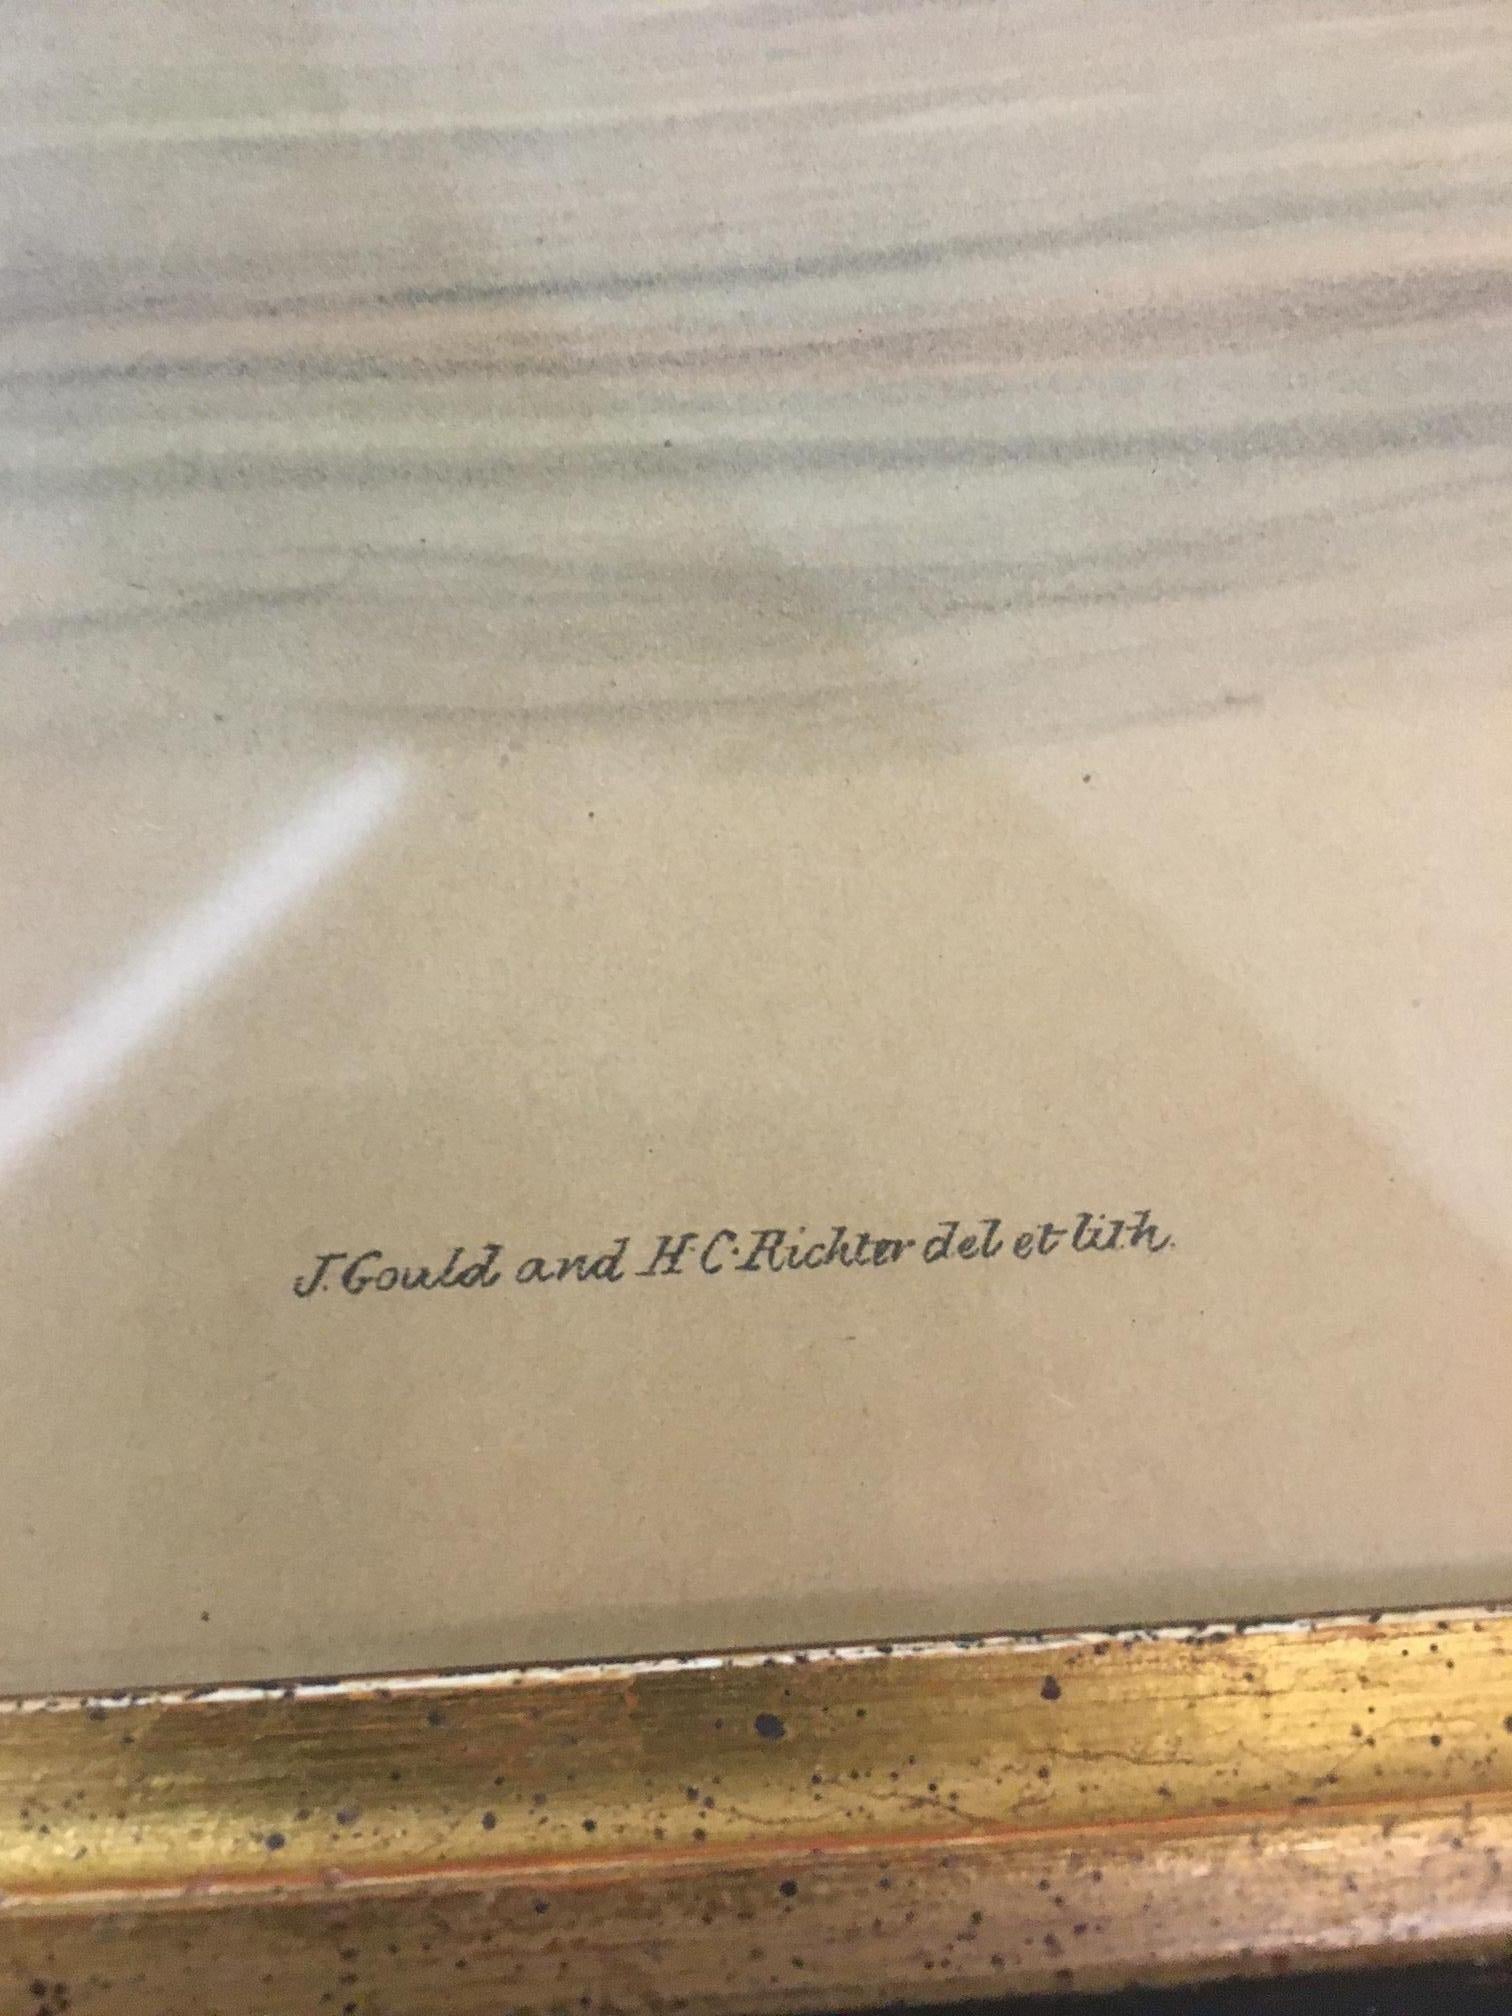 J. Gould and H. C. Richter del et lith.